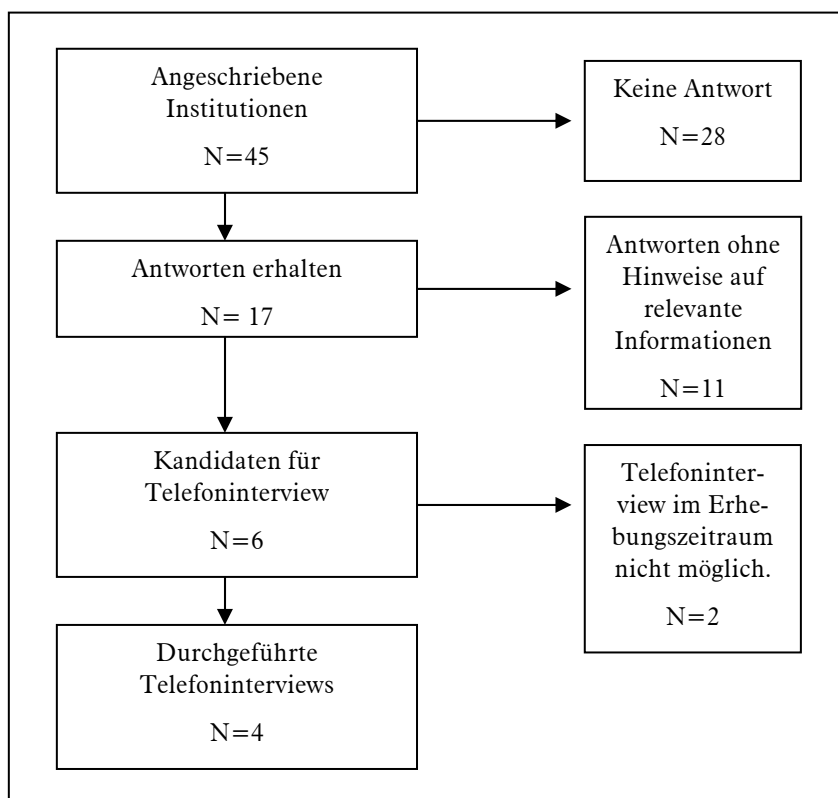 Angeschriebene
Institutionen
N=45
Keine Antwort
N=28
Antworten erhalten
N= 17
Antworten ohne
Hinweise auf
relevante
Informationen
N=11
Kandidaten für
Telefoninterview
N=6
Telefoninter-
view im Erhe-
bungszeitraum
nicht möglich.
N=2
Durchgeführte
Telefoninterviews
N=4